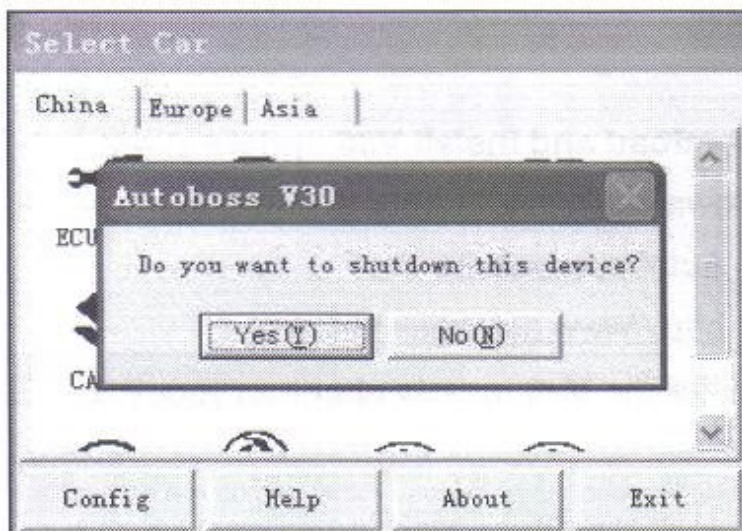 Select Car
China Europe Asia
Autoboss V30
ECU
Do you want to shutdown this device?
Yes(Y) No(N)
CA
Config Help About Exit